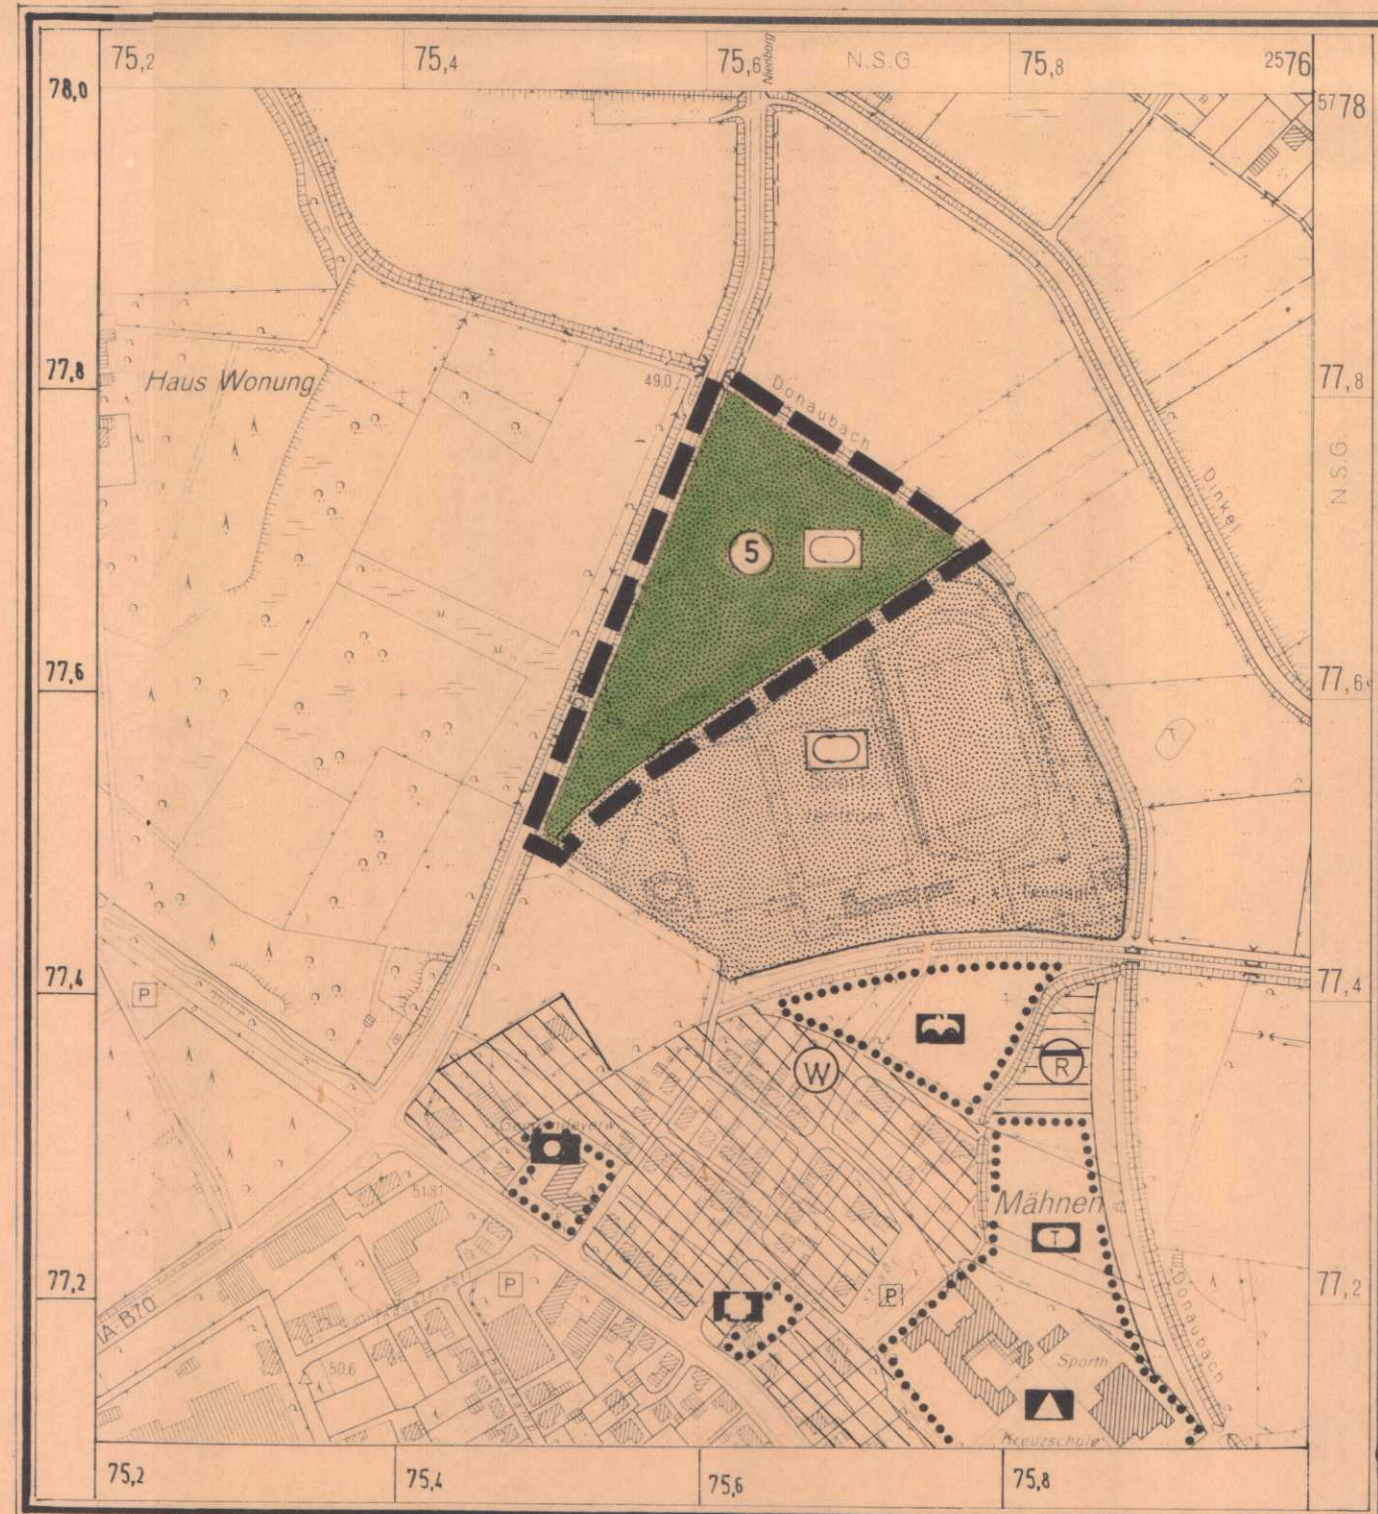 75,2 75,4 75,6 Nienborg N.S.G. 75,8 2576
78,0 5778
77,8 Haus Wonung 49.0 Donaubach 77,8
N.S.G.
Dinkel
5
77,6 77,6
T
77,4 P 77,4
W R
Gemeindeverw.
51.81 Mähnen
T
77,2 P P 77,2
B70 Donaubach
50.6 Sporth
Kreuzschule
75,2 75,4 75,6 75,8